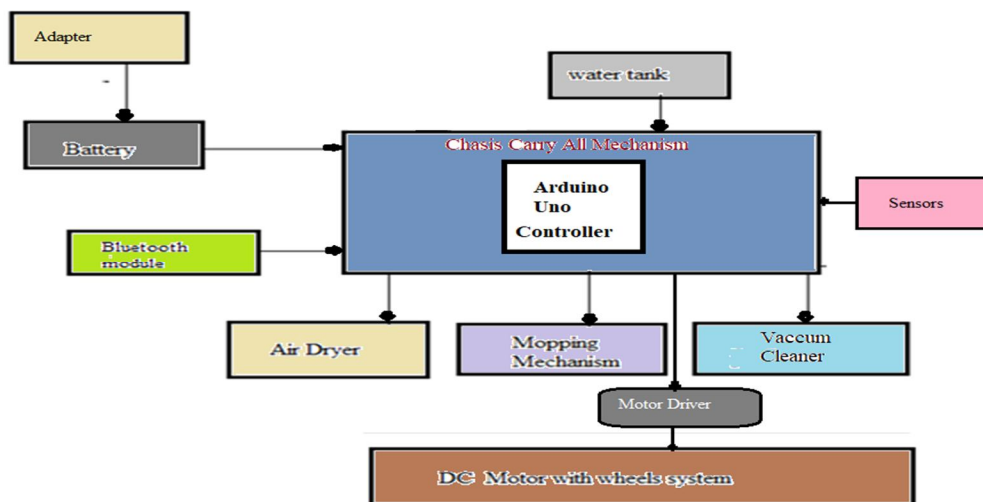 Adapter
water tank
Battery
Chasis Carry All Mechanism
Arduino
Uno
Controller
Sensors
Bluetooth
module
Air Dryer
Mopping
Mechanism
Vaccum
Cleaner
Motor Driver
DC Motor with wheels system